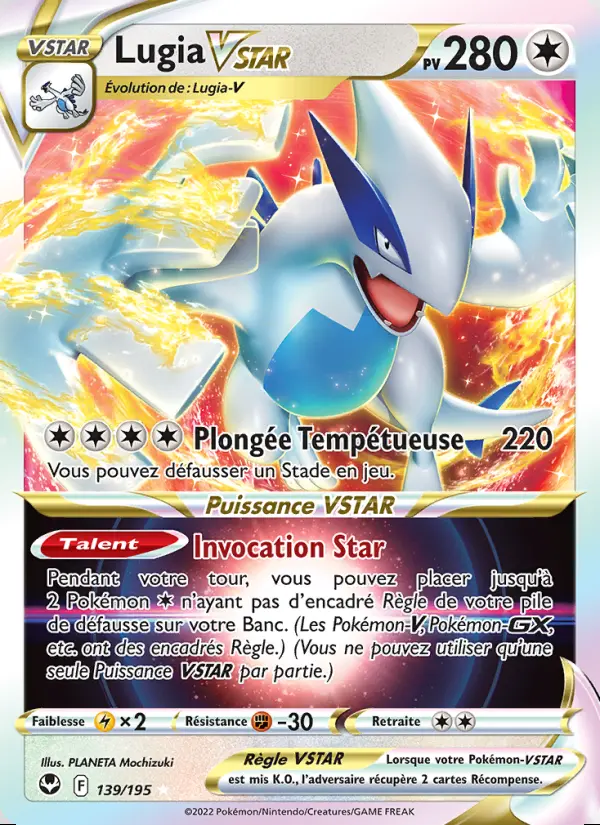 VSTAR
Lugia VSTAR
PV 280
Évolution de : Lugia-V
Plongée Tempétueuse 220
Vous pouvez défausser un Stade en jeu.
Puissance VSTAR
Talent Invocation Star
Pendant votre tour, vous pouvez placer jusqu'à
2 Pokémon n'ayant pas d'encadré Règle de votre pile
de défausse sur votre Banc. (Les Pokémon-V, Pokémon-GX,
etc. ont des encadrés Règle.) (Vous ne pouvez utiliser qu'une
seule Puissance VSTAR par partie.)
Faiblesse ×2 Résistance -30 Retraite
Illus. PLANETA Mochizuki
Règle VSTAR Lorsque votre Pokémon-VSTAR
est mis K.O., l'adversaire récupère 2 cartes Récompense.
F 139/195
©2022 Pokémon/Nintendo/Creatures/GAME FREAK